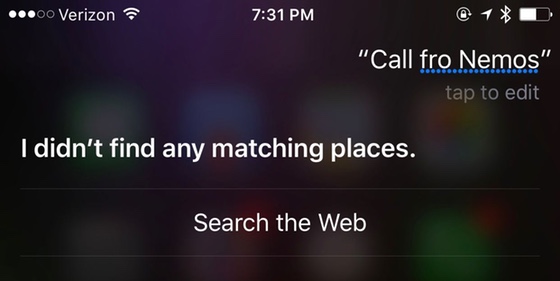 Verizon 7:31 PM
“Call fro Nemos”
tap to edit
I didn’t find any matching places.
Search the Web